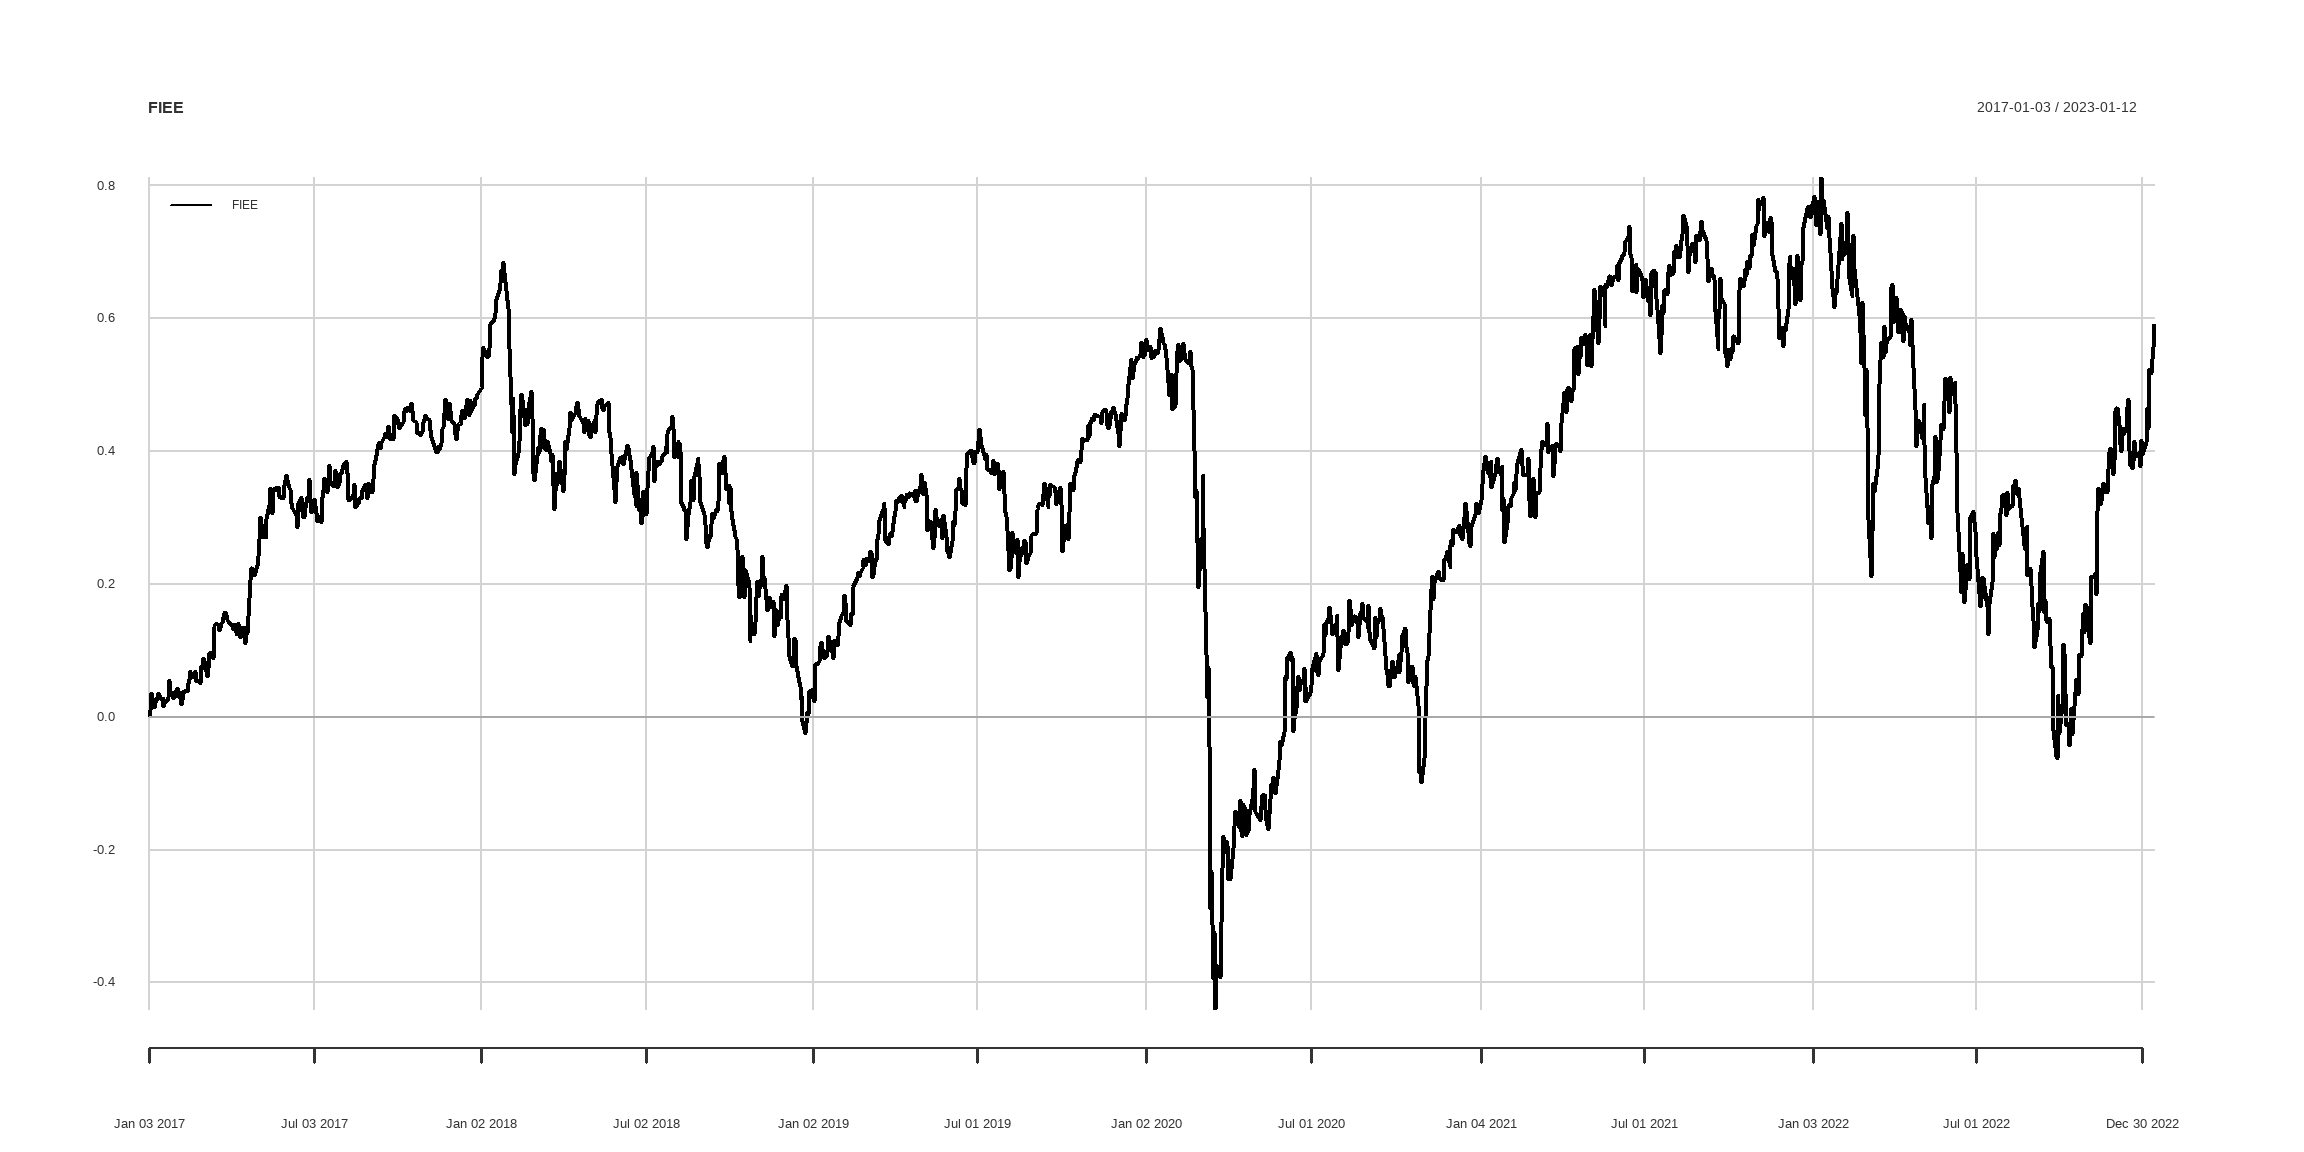 FIEE
2017-01-03 / 2023-01-12
0.8
FIEE
0.6
0.4
0.2
0.0
-0.2
-0.4
Jan 03 2017
Jul 03 2017
Jan 02 2018
Jul 02 2018
Jan 02 2019
Jul 01 2019
Jan 02 2020
Jul 01 2020
Jan 04 2021
Jul 01 2021
Jan 03 2022
Jul 01 2022
Dec 30 2022